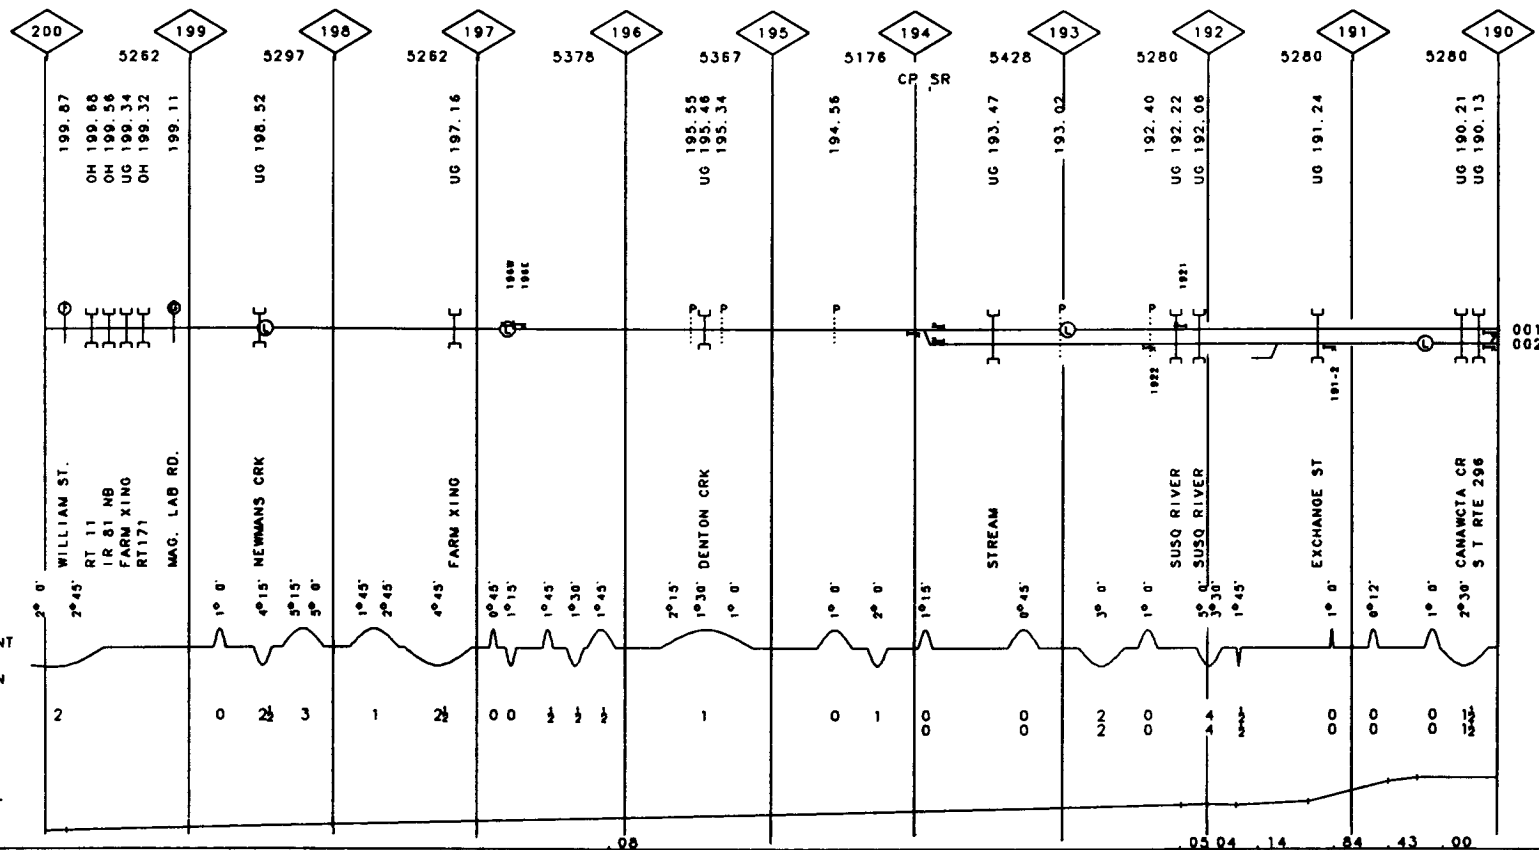 200 199 198 197 196 195 194 193 192 191 190
5262 5297 5262 5378 5367 5176 5428 5280 5280 5280
CP SR
199.87
OH 199.68
OH 199.56
UG 199.34
OH 199.32
199.11
UG 198.52
UG 197.16
195.55
UG 195.46
195.34
194.56
UG 193.47
193.02
192.40
UG 192.22
UG 192.06
UG 191.24
UG 190.21
UG 190.13
196W
196E
1921
P P P P P
L L L L
001
002
1922
191-2
WILLIAM ST.
RT 11
IR 81 NB
FARM XING
RT171
MAG. LAB RD.
NEWMANS CRK
FARM XING
DENTON CRK
STREAM
SUSQ RIVER
SUSQ RIVER
EXCHANGE ST
CANAWCTA CR
S T RTE 296
2° 0'
2°45'
1° 0'
4°15'
5°15'
5° 0'
1°45'
2°45'
4°45'
0°45'
1°15'
1°45'
1°30'
1°45'
2°15'
1°30'
1° 0'
1° 0'
2° 0'
1°15'
0°45'
3° 0'
1° 0'
5° 0'
3°30'
1°45'
1° 0'
0°12'
1° 0'
2°30'
NT
N
2 0 2½ 3 1 2½ 0 0 ½ ½ ½ 1 0 1 0 0 2 0 4 ½ 0 0 0 1½
0 0 2 0 4 ½ 0 0 0 1½
.08 .05 .04 .14 .84 .43 .00